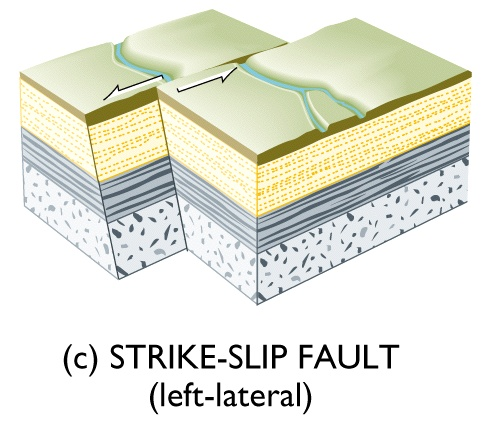 (c) STRIKE-SLIP FAULT
(left-lateral)